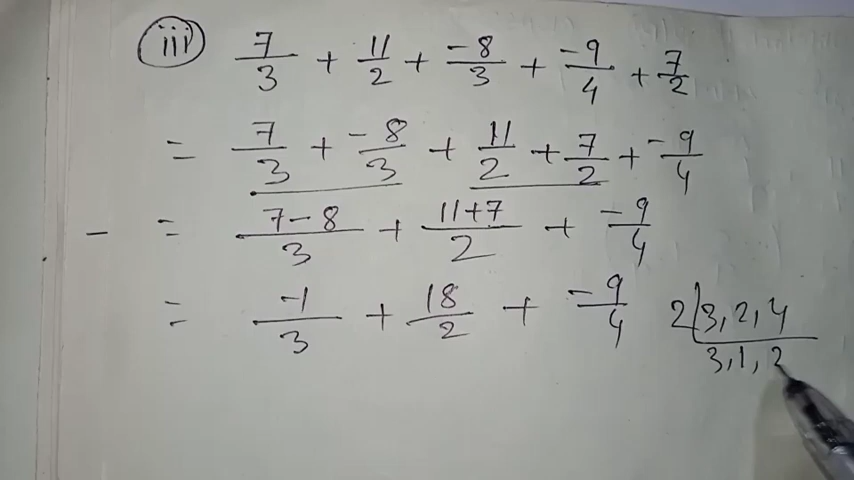 iii 7/3 + 11/2 + -8/3 + -9/4 + 7/2
= 7/3 + -8/3 + 11/2 + 7/2 + -9/4
- = 7-8/3 + 11+7/2 + -9/4
= -1/3 + 18/2 + -9/4
2 | 3, 2, 4
3, 1, 2